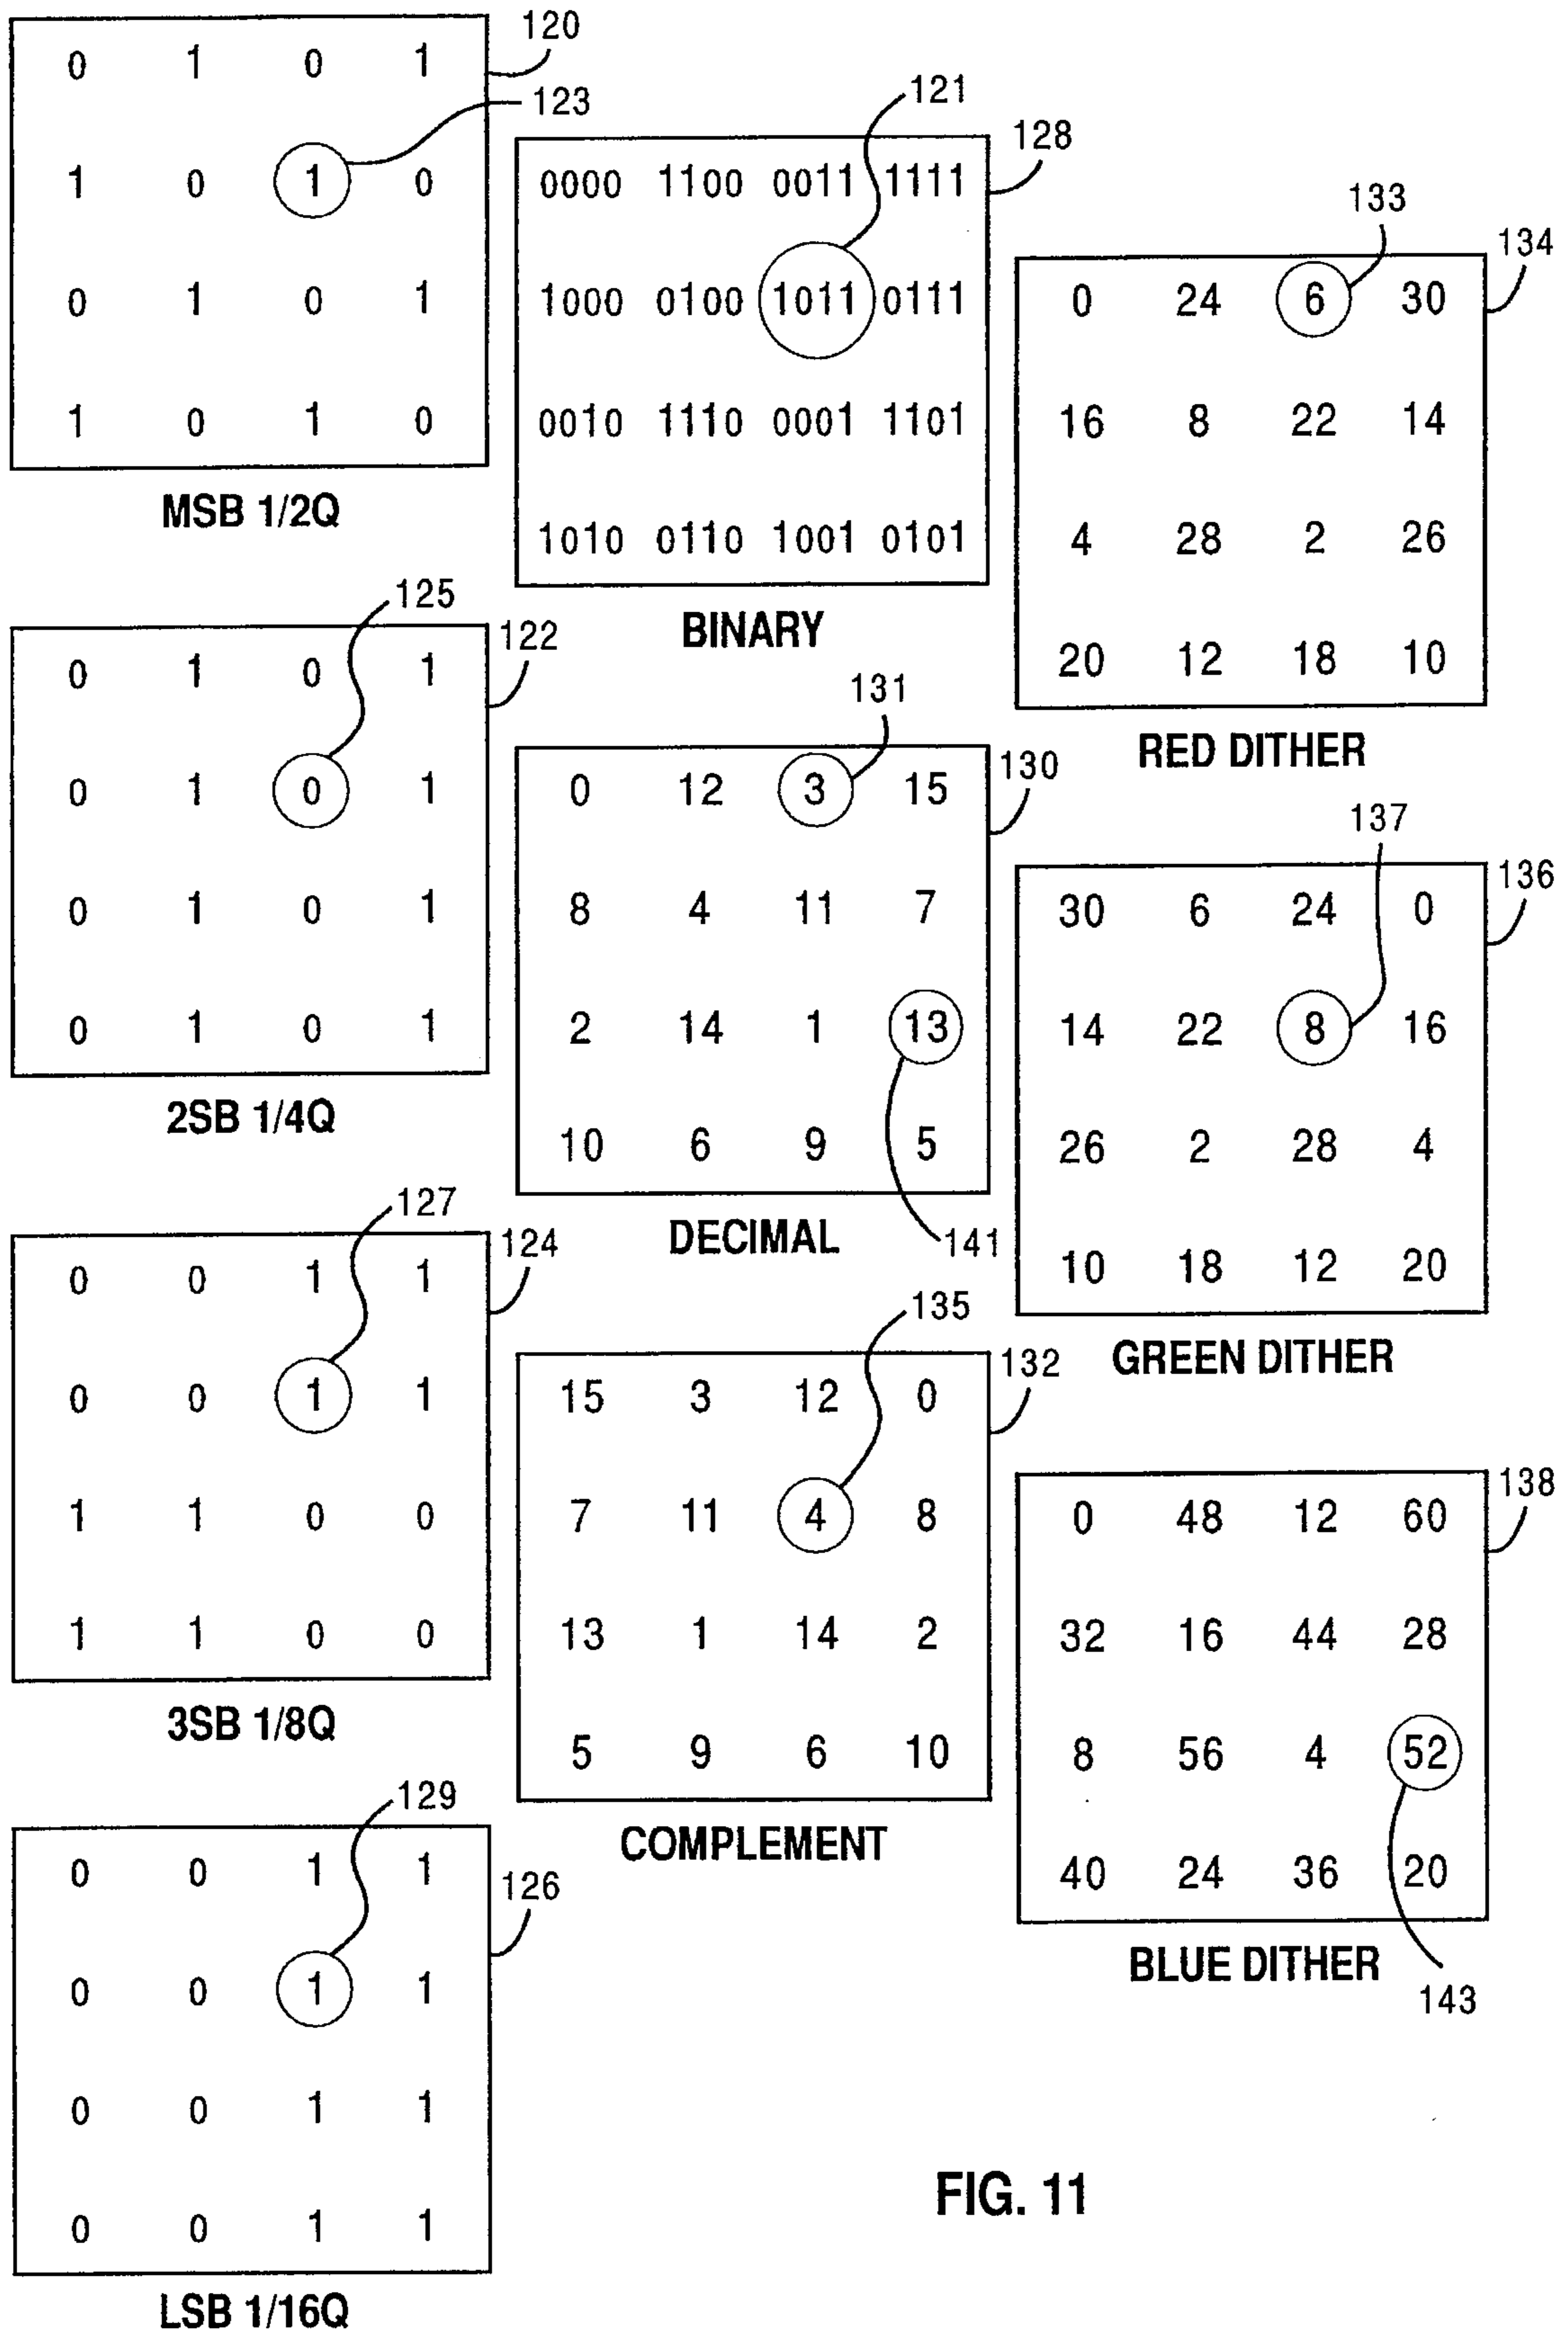 0 1 0 1
120
1 0 1 0
123
0 1 0 1
1 0 1 0
MSB 1/2Q
0 1 0 1
122
0 1 0 1
125
0 1 0 1
0 1 0 1
2SB 1/4Q
0 0 1 1
124
0 0 1 1
127
1 1 0 0
1 1 0 0
3SB 1/8Q
0 0 1 1
126
0 0 1 1
129
0 0 1 1
0 0 1 1
LSB 1/16Q
121
128
0000 1100 0011 1111
1000 0100 1011 0111
0010 1110 0001 1101
1010 0110 1001 0101
BINARY
131
130
0 12 3 15
8 4 11 7
2 14 1 13
10 6 9 5
DECIMAL
141
135
132
15 3 12 0
7 11 4 8
13 1 14 2
5 9 6 10
COMPLEMENT
133
134
0 24 6 30
16 8 22 14
4 28 2 26
20 12 18 10
RED DITHER
137
136
30 6 24 0
14 22 8 16
26 2 28 4
10 18 12 20
GREEN DITHER
138
0 48 12 60
32 16 44 28
8 56 4 52
40 24 36 20
BLUE DITHER
143
FIG. 11